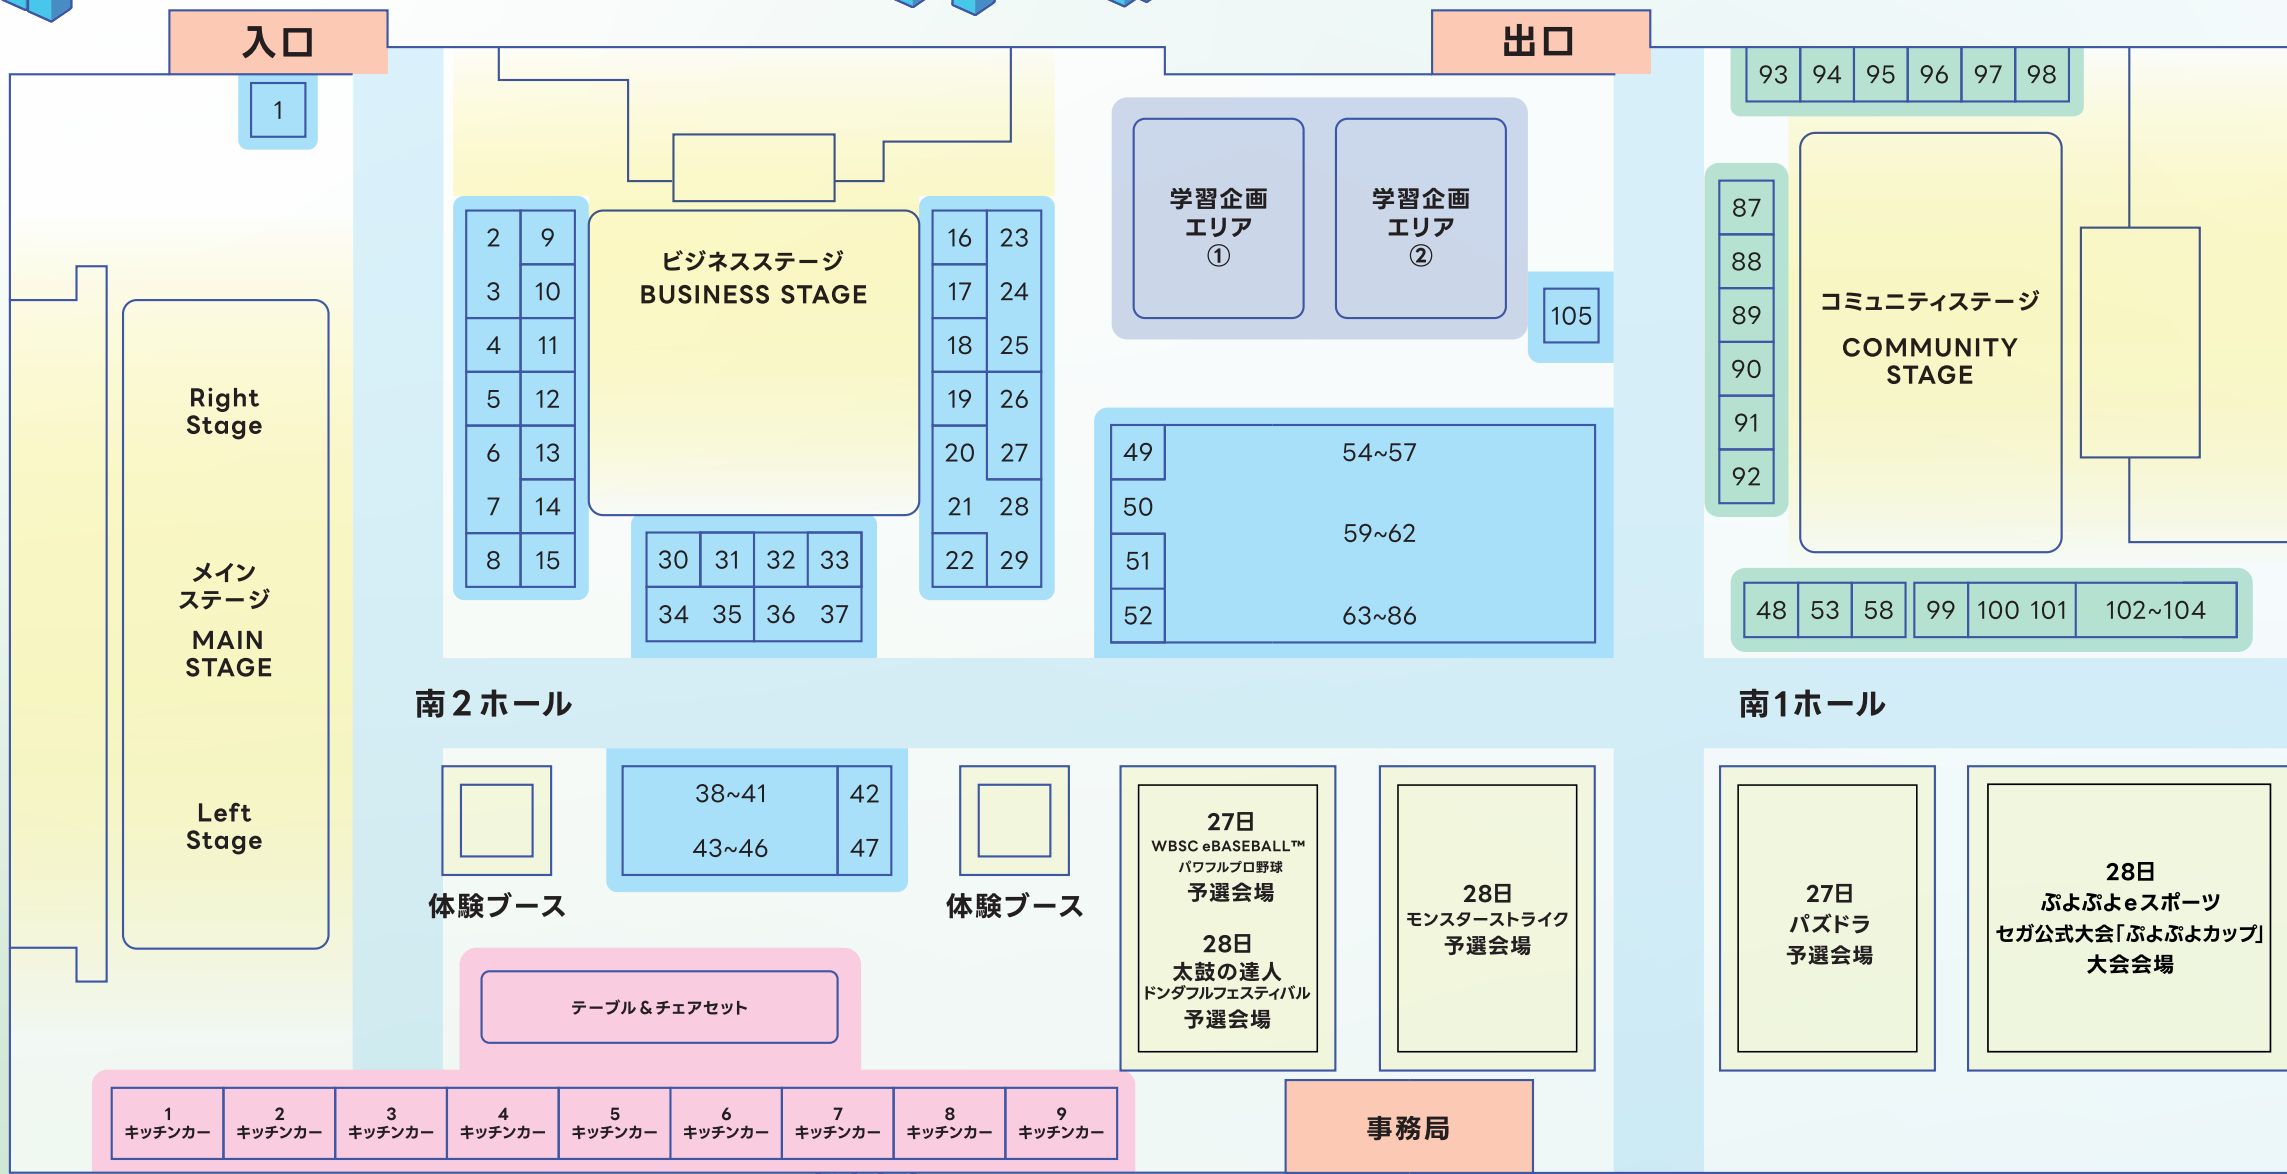 入口
出口
1
93 94 95 96 97 98
2 9
3 10
4 11
5 12
6 13
7 14
8 15
ビジネスステージ
BUSINESS STAGE
16 23
17 24
18 25
19 26
20 27
21 28
22 29
30 31 32 33
34 35 36 37
学習企画
エリア
①
学習企画
エリア
②
105
49
50
51
52
54~57
59~62
63~86
87
88
89
90
91
92
コミュニティステージ
COMMUNITY
STAGE
48 53 58 99 100 101 102~104
Right
Stage
メイン
ステージ
MAIN
STAGE
Left
Stage
南2ホール
南1ホール
38~41 42
43~46 47
体験ブース
体験ブース
27日
WBSC eBASEBALL™
パワフルプロ野球
予選会場
28日
太鼓の達人
ドンダフルフェスティバル
予選会場
28日
モンスターストライク
予選会場
27日
パズドラ
予選会場
28日
ぷよぷよeスポーツ
セガ公式大会「ぷよぷよカップ」
大会会場
テーブル&チェアセット
1
キッチンカー
2
キッチンカー
3
キッチンカー
4
キッチンカー
5
キッチンカー
6
キッチンカー
7
キッチンカー
8
キッチンカー
9
キッチンカー
事務局